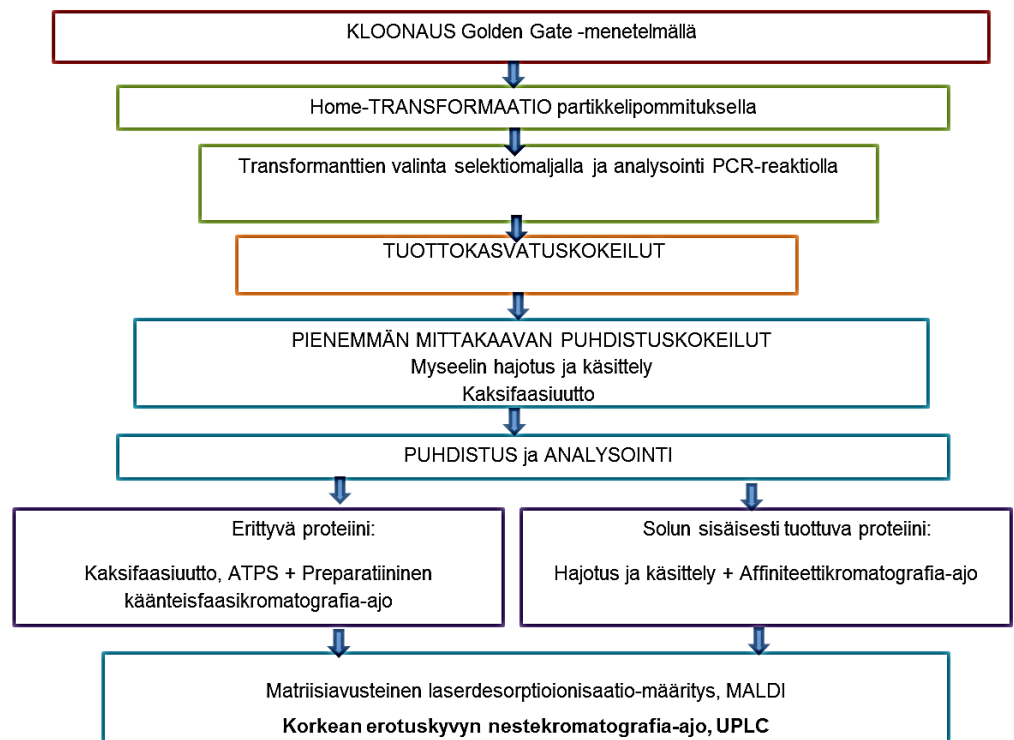 KLOONAUS Golden Gate -menetelmällä
Home-TRANSFORMAATIO partikkelipommituksella
Transformanttien valinta selektiomaljalla ja analysointi PCR-reaktiolla
TUOTTOKASVATUSKOKEILUT
PIENEMMÄN MITTAKAAVAN PUHDISTUSKOKEILUT
Myseelin hajotus ja käsittely
Kaksifaasiuutto
PUHDISTUS ja ANALYSOINTI
Erittyvä proteiini:
Kaksifaasiuutto, ATPS + Preparatiininen
käänteisfaasikromatografia-ajo
Solun sisäisesti tuottuva proteiini:
Hajotus ja käsittely + Affiniteettikromatografia-ajo
Matriisiavusteinen laserdesorptioionisaatio-määritys, MALDI
Korkean erotuskyvyn nestekromatografia-ajo, UPLC